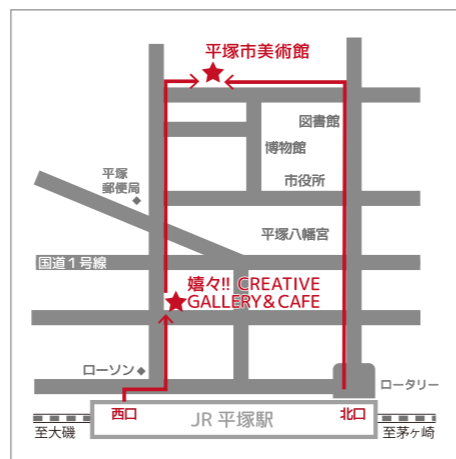 平塚市美術館
図書館
博物館
平塚
郵便局
市役所
平塚八幡宮
国道1号線
嬉々!! CREATIVE
GALLERY&CAFE
ローソン
ロータリー
西口
JR 平塚駅
北口
至大磯
至茅ヶ崎